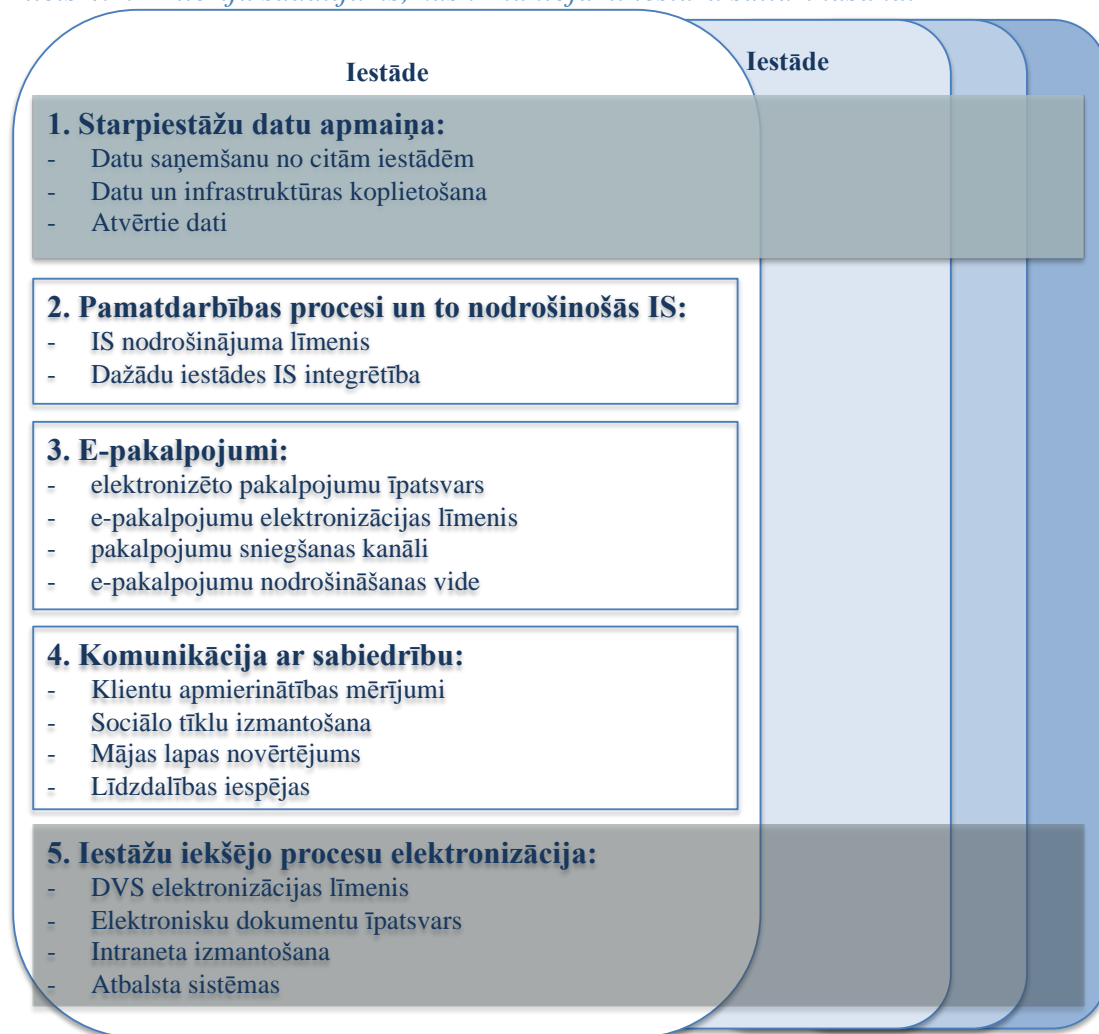 Iestāde
Iestāde
1. Starpiestāžu datu apmaiņa:
- Datu saņemšanu no citām iestādēm
- Datu un infrastruktūras koplietošana
- Atvērtie dati
2. Pamatdarbības procesi un to nodrošinošās IS:
- IS nodrošinājuma līmenis
- Dažādu iestādes IS integrētība
3. E-pakalpojumi:
- elektronizēto pakalpojumu īpatsvars
- e-pakalpojumu elektronizācijas līmenis
- pakalpojumu sniegšanas kanāli
- e-pakalpojumu nodrošināšanas vide
4. Komunikācija ar sabiedrību:
- Klientu apmierinātības mērījumi
- Sociālo tīklu izmantošana
- Mājas lapas novērtējums
- Līdzdalības iespējas
5. Iestāžu iekšējo procesu elektronizācija:
- DVS elektronizācijas līmenis
- Elektronisku dokumentu īpatsvars
- Intraneta izmantošana
- Atbalsta sistēmas